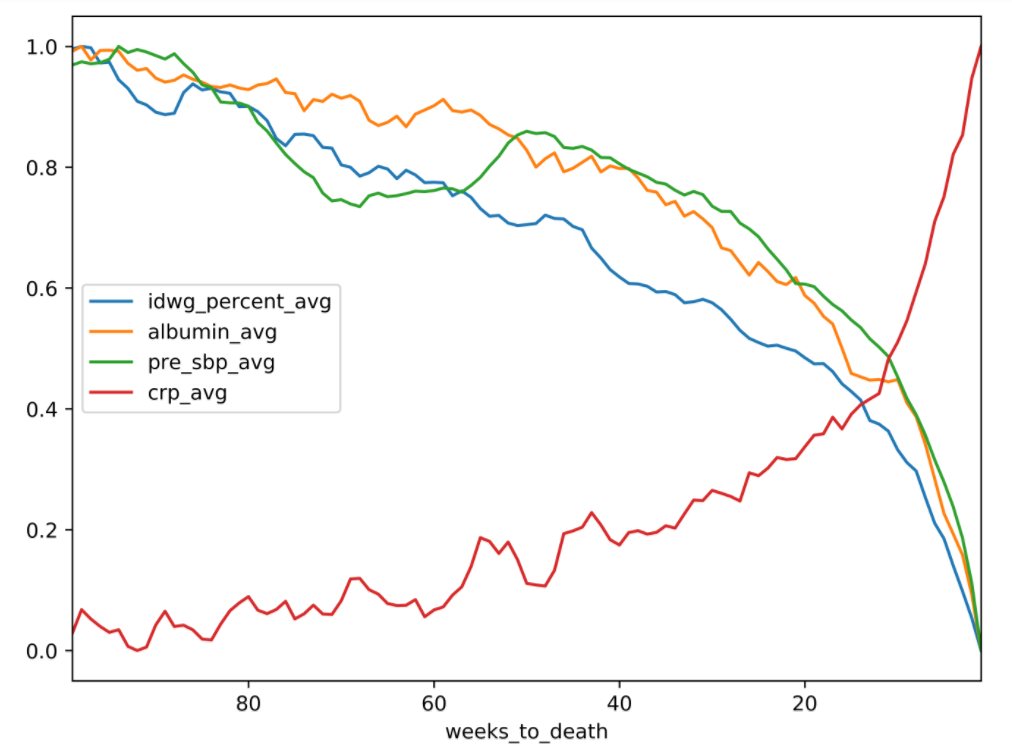 1.0
0.8
0.6
0.4
0.2
0.0
idwg_percent_avg
albumin_avg
pre_sbp_avg
crp_avg
80 60 40 20
weeks_to_death